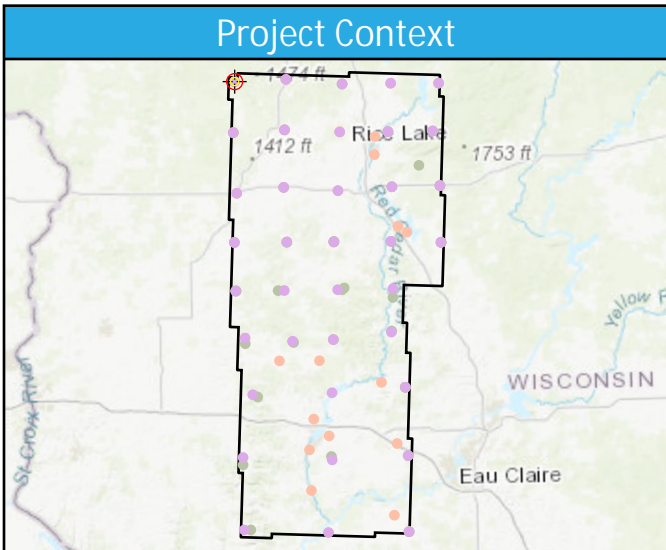 Project Context
1474 ft
Rice Lake
1412 ft
1753 ft
Red Cedar River
Yellow R
WISCONSIN
St Croix River
Eau Claire